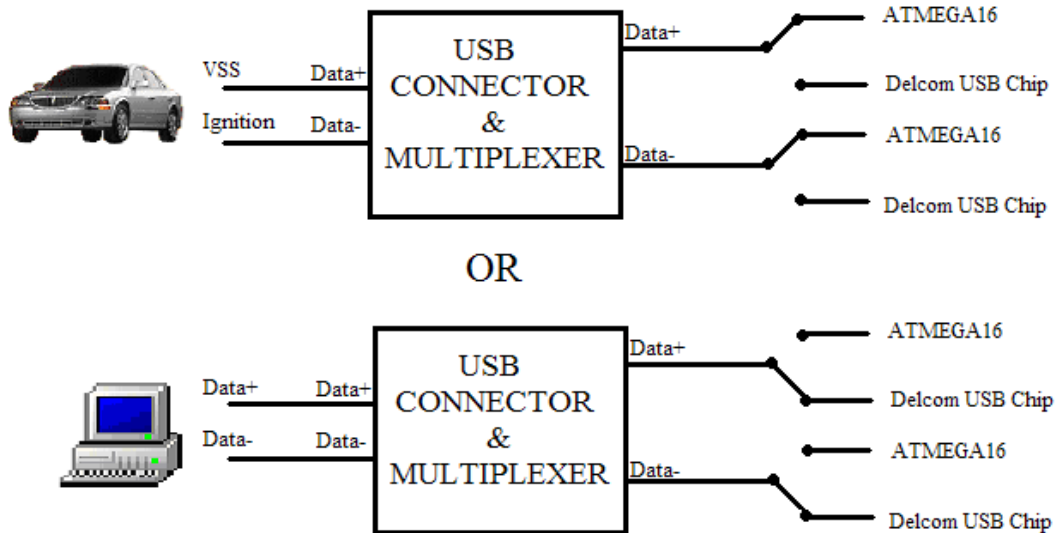 ATMEGA16
Data+
USB
CONNECTOR
&
MULTIPLEXER
VSS
Data+
Delcom USB Chip
Ignition
Data-
ATMEGA16
Data-
Delcom USB Chip
OR
ATMEGA16
Data+
USB
CONNECTOR
&
MULTIPLEXER
Data+
Data+
Delcom USB Chip
Data-
Data-
ATMEGA16
Data-
Delcom USB Chip